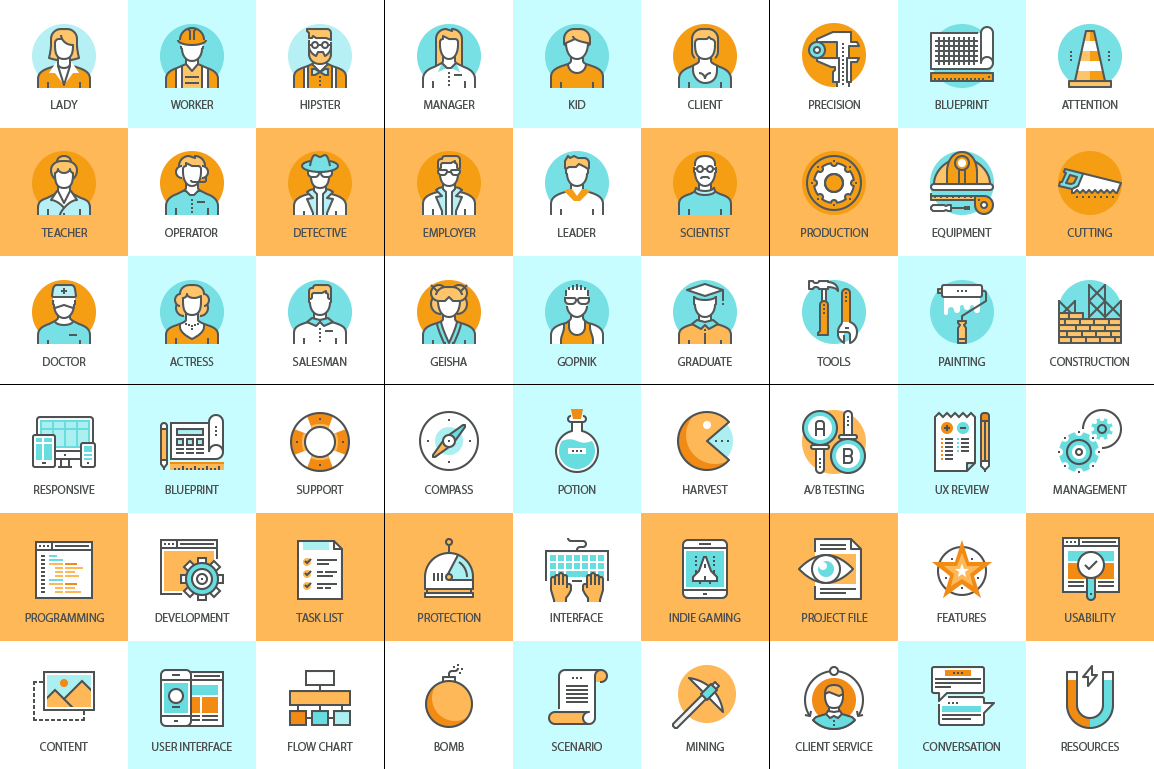 LADY
WORKER
HIPSTER
MANAGER
KID
CLIENT
PRECISION
BLUEPRINT
ATTENTION
TEACHER
OPERATOR
DETECTIVE
EMPLOYER
LEADER
SCIENTIST
PRODUCTION
EQUIPMENT
CUTTING
DOCTOR
ACTRESS
SALESMAN
GEISHA
GOPNIK
GRADUATE
TOOLS
PAINTING
CONSTRUCTION
A
B
RESPONSIVE
BLUEPRINT
SUPPORT
COMPASS
POTION
HARVEST
A/B TESTING
UX REVIEW
MANAGEMENT
PROGRAMMING
DEVELOPMENT
TASK LIST
PROTECTION
INTERFACE
INDIE GAMING
PROJECT FILE
FEATURES
USABILITY
CONTENT
USER INTERFACE
FLOW CHART
BOMB
SCENARIO
MINING
CLIENT SERVICE
CONVERSATION
RESOURCES